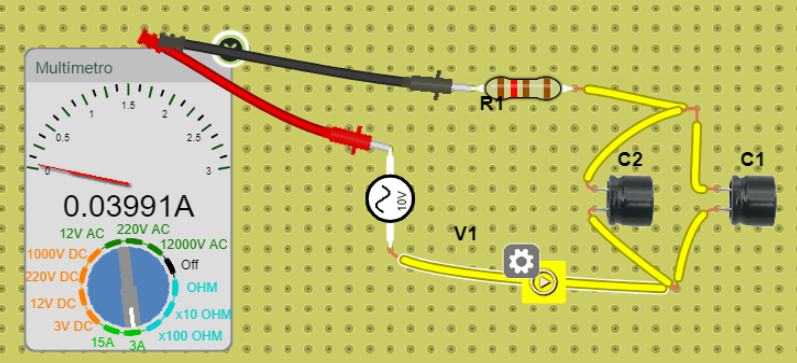 Multímetro
0
0.5
1
1.5
2
2.5
3
0.03991A
12V AC
220V AC
12000V AC
1000V DC
Off
220V DC
OHM
12V DC
x10 OHM
3V DC
x100 OHM
15A
3A
R1
C2
C1
10V
V1